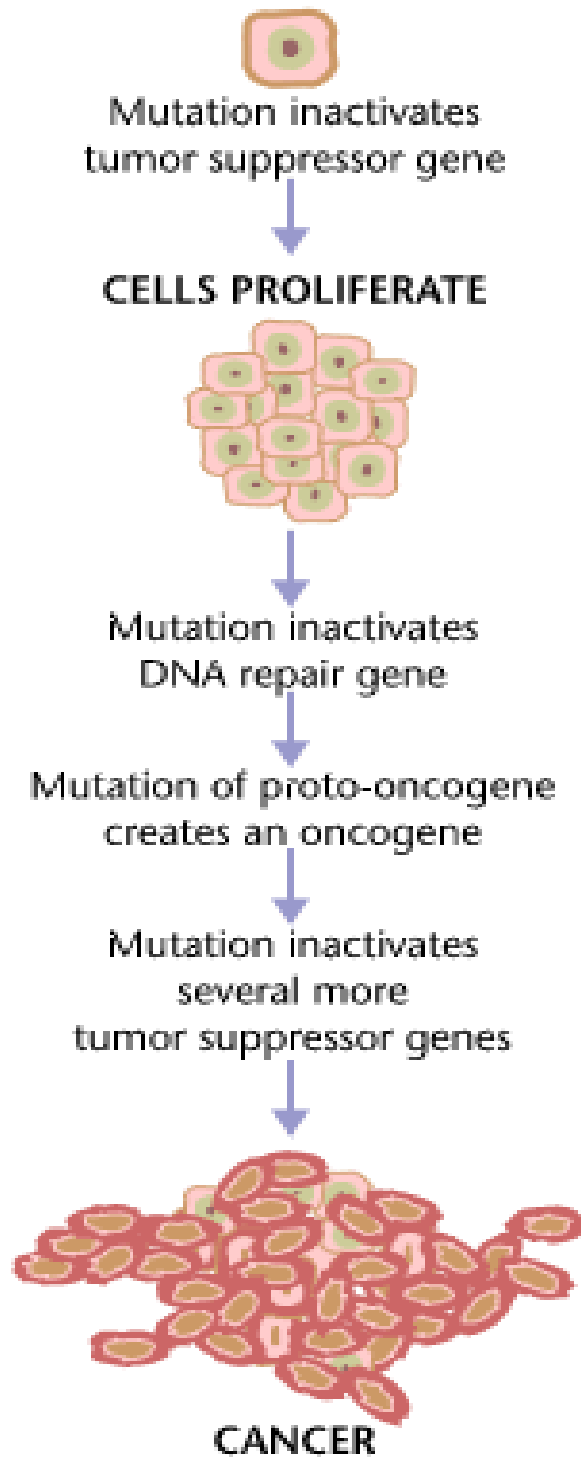 Mutation inactivates
tumor suppressor gene
CELLS PROLIFERATE
Mutation inactivates
DNA repair gene
Mutation of proto-oncogene
creates an oncogene
Mutation inactivates
several more
tumor suppressor genes
CANCER